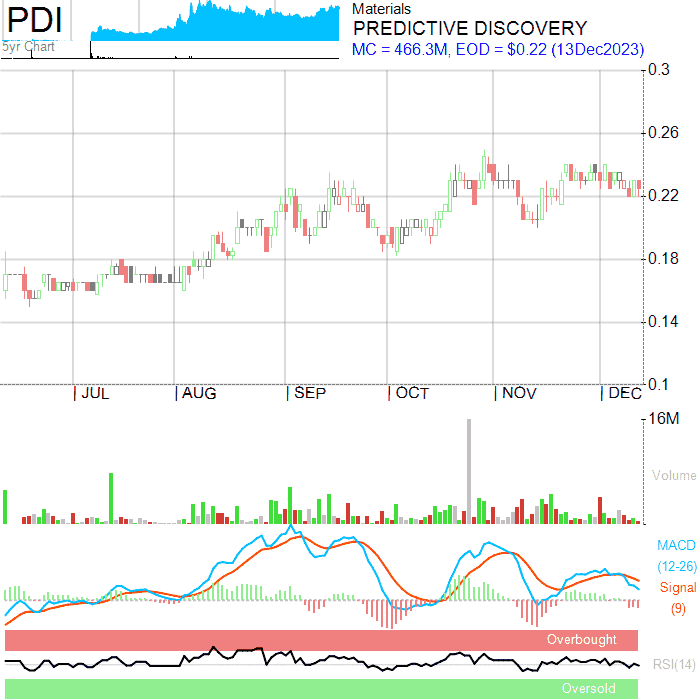 PDI
5yr Chart
Materials
PREDICTIVE DISCOVERY
MC = 466.3M, EOD = $0.22 (13Dec2023)
0.3
0.26
0.22
0.18
0.14
0.1
JUL
AUG
SEP
OCT
NOV
DEC
16M
Volume
MACD
(12-26)
Signal
(9)
Overbought
RSI(14)
Oversold